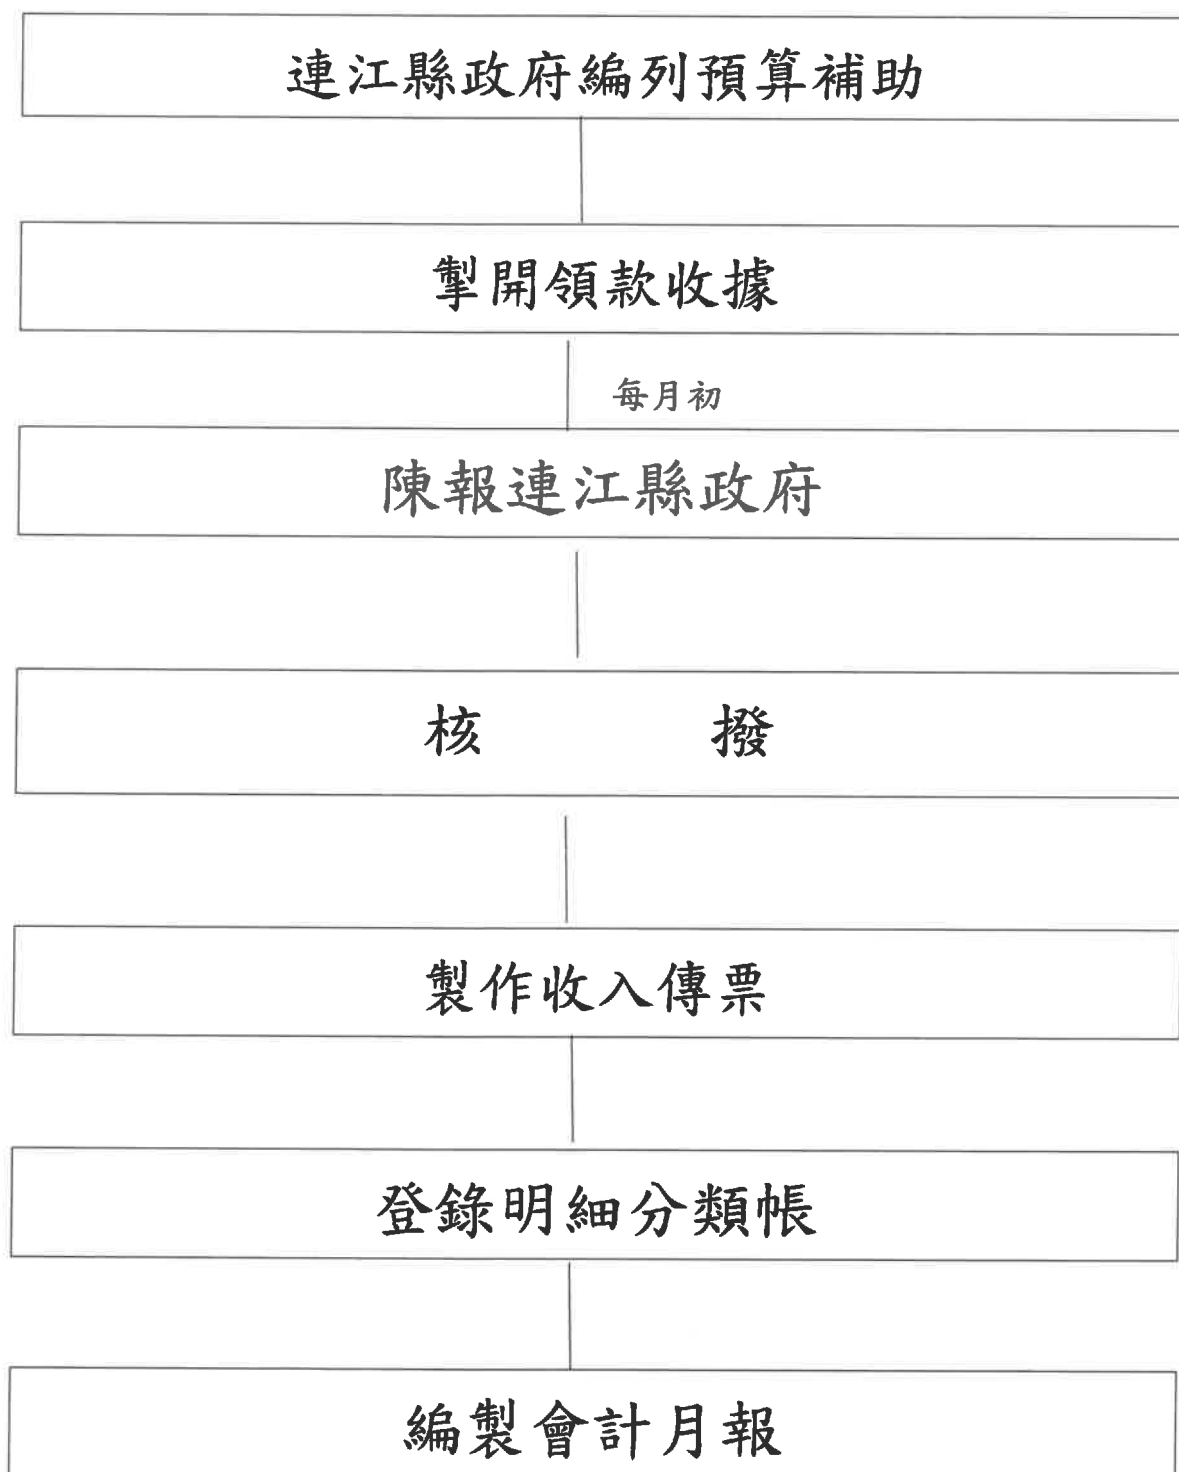 連江縣政府編列預算補助
掣開領款收據
每月初
陳報連江縣政府
核 撥
製作收入傳票
登錄明細分類帳
編製會計月報